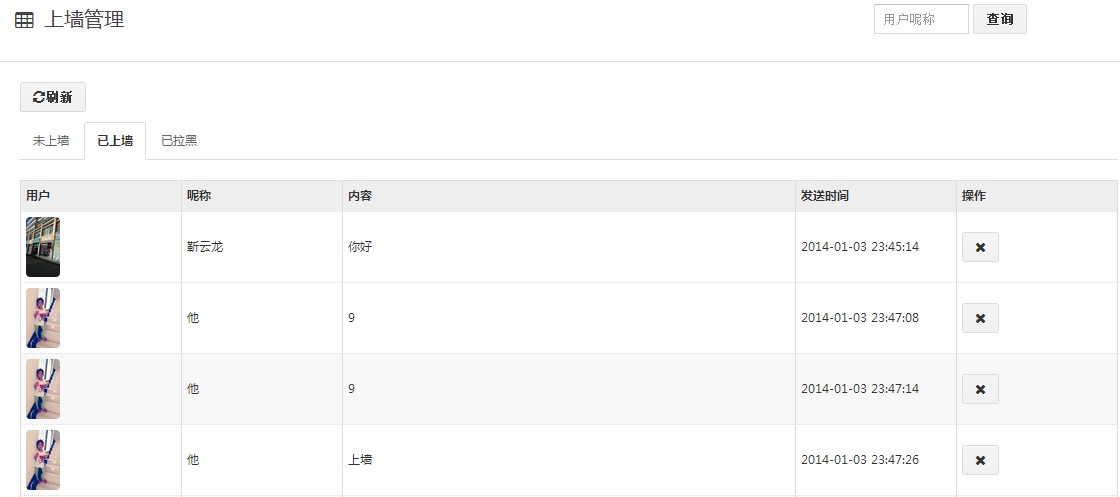 上墙管理
用户昵称 查询
刷新
未上墙 已上墙 已拉黑
用户 昵称 内容 发送时间 操作
靳云龙 你好 2014-01-03 23:45:14
他 9 2014-01-03 23:47:08
他 9 2014-01-03 23:47:14
他 上墙 2014-01-03 23:47:26